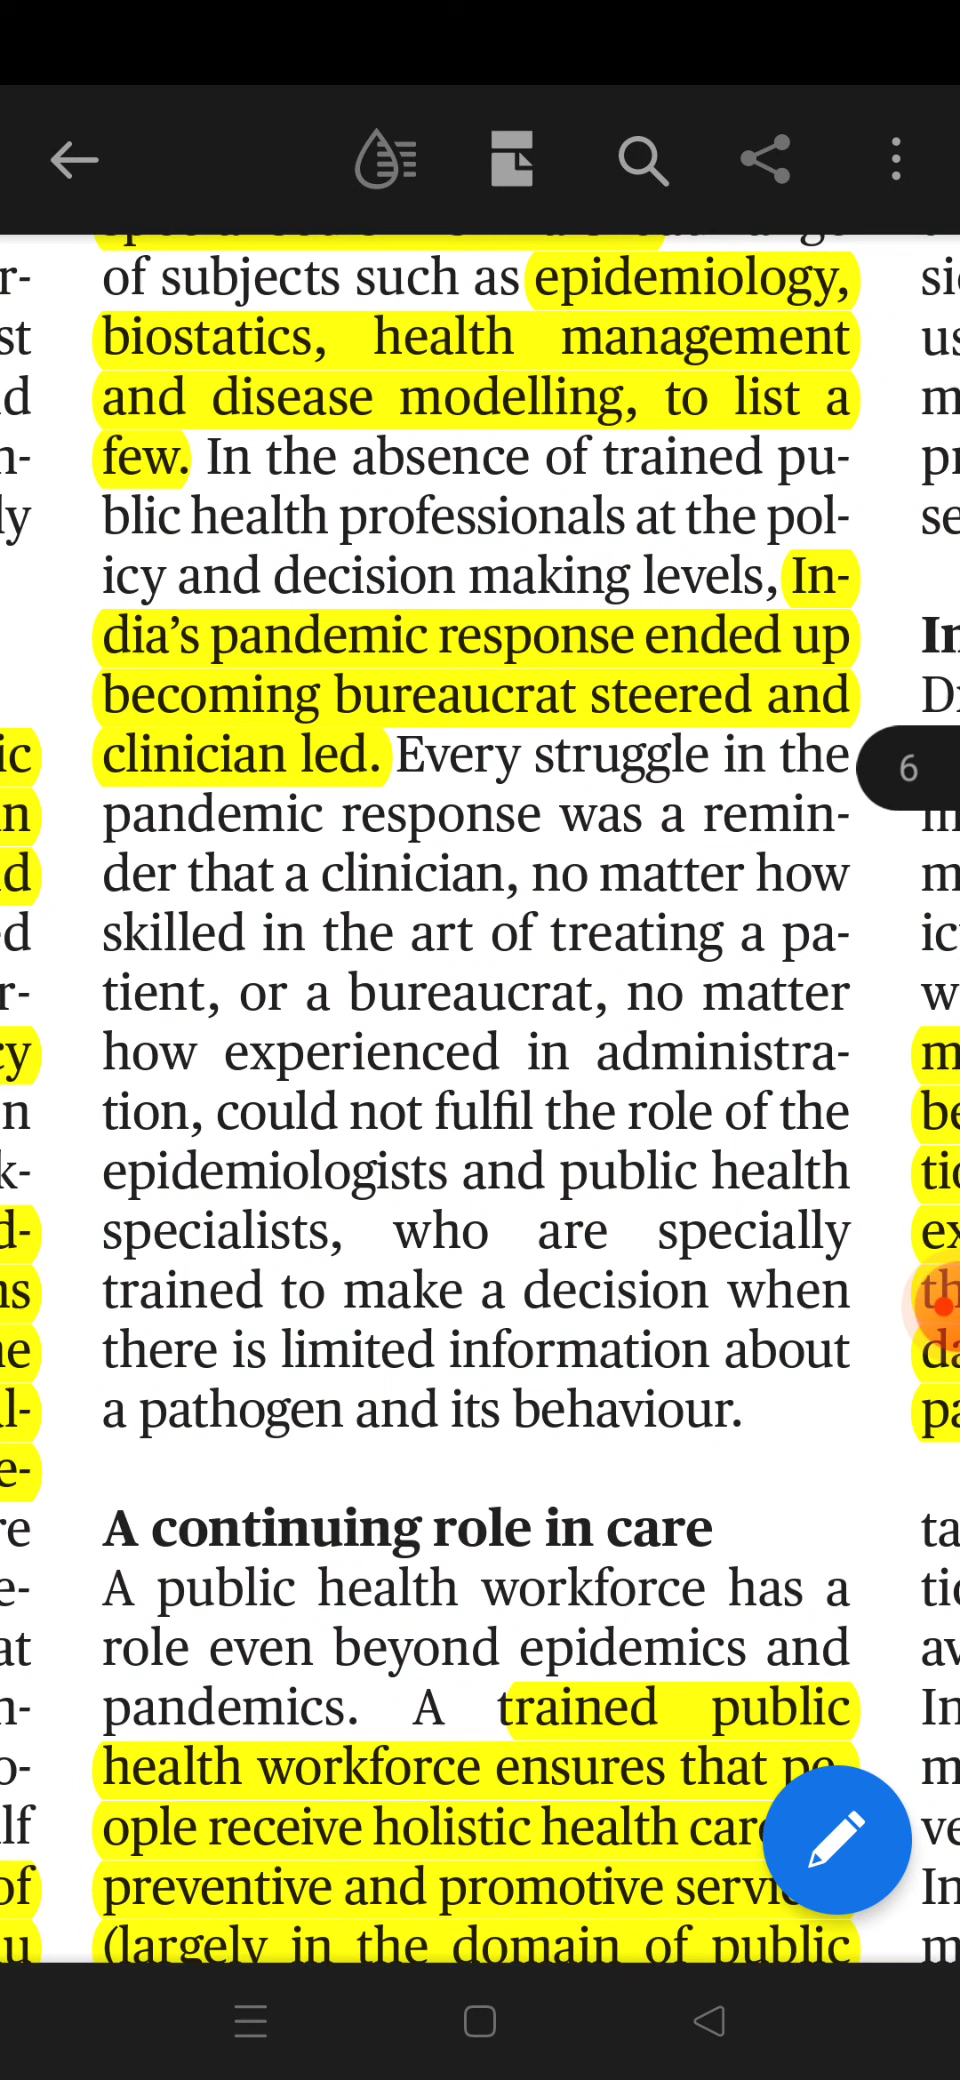 of subjects such as epidemiology,
biostatics, health management
and disease modelling, to list a
few. In the absence of trained pu-
blic health professionals at the pol-
icy and decision making levels, In-
dia's pandemic response ended up
becoming bureaucrat steered and
clinician led. Every struggle in the
pandemic response was a remin-
der that a clinician, no matter how
skilled in the art of treating a pa-
tient, or a bureaucrat, no matter
how experienced in administra-
tion, could not fulfil the role of the
epidemiologists and public health
specialists, who are specially
trained to make a decision when
there is limited information about
a pathogen and its behaviour.
A continuing role in care
A public health workforce has a
role even beyond epidemics and
pandemics. A trained public
health workforce ensures that pe-
ople receive holistic health
preventive and promotive
(largely in the domain of public
6